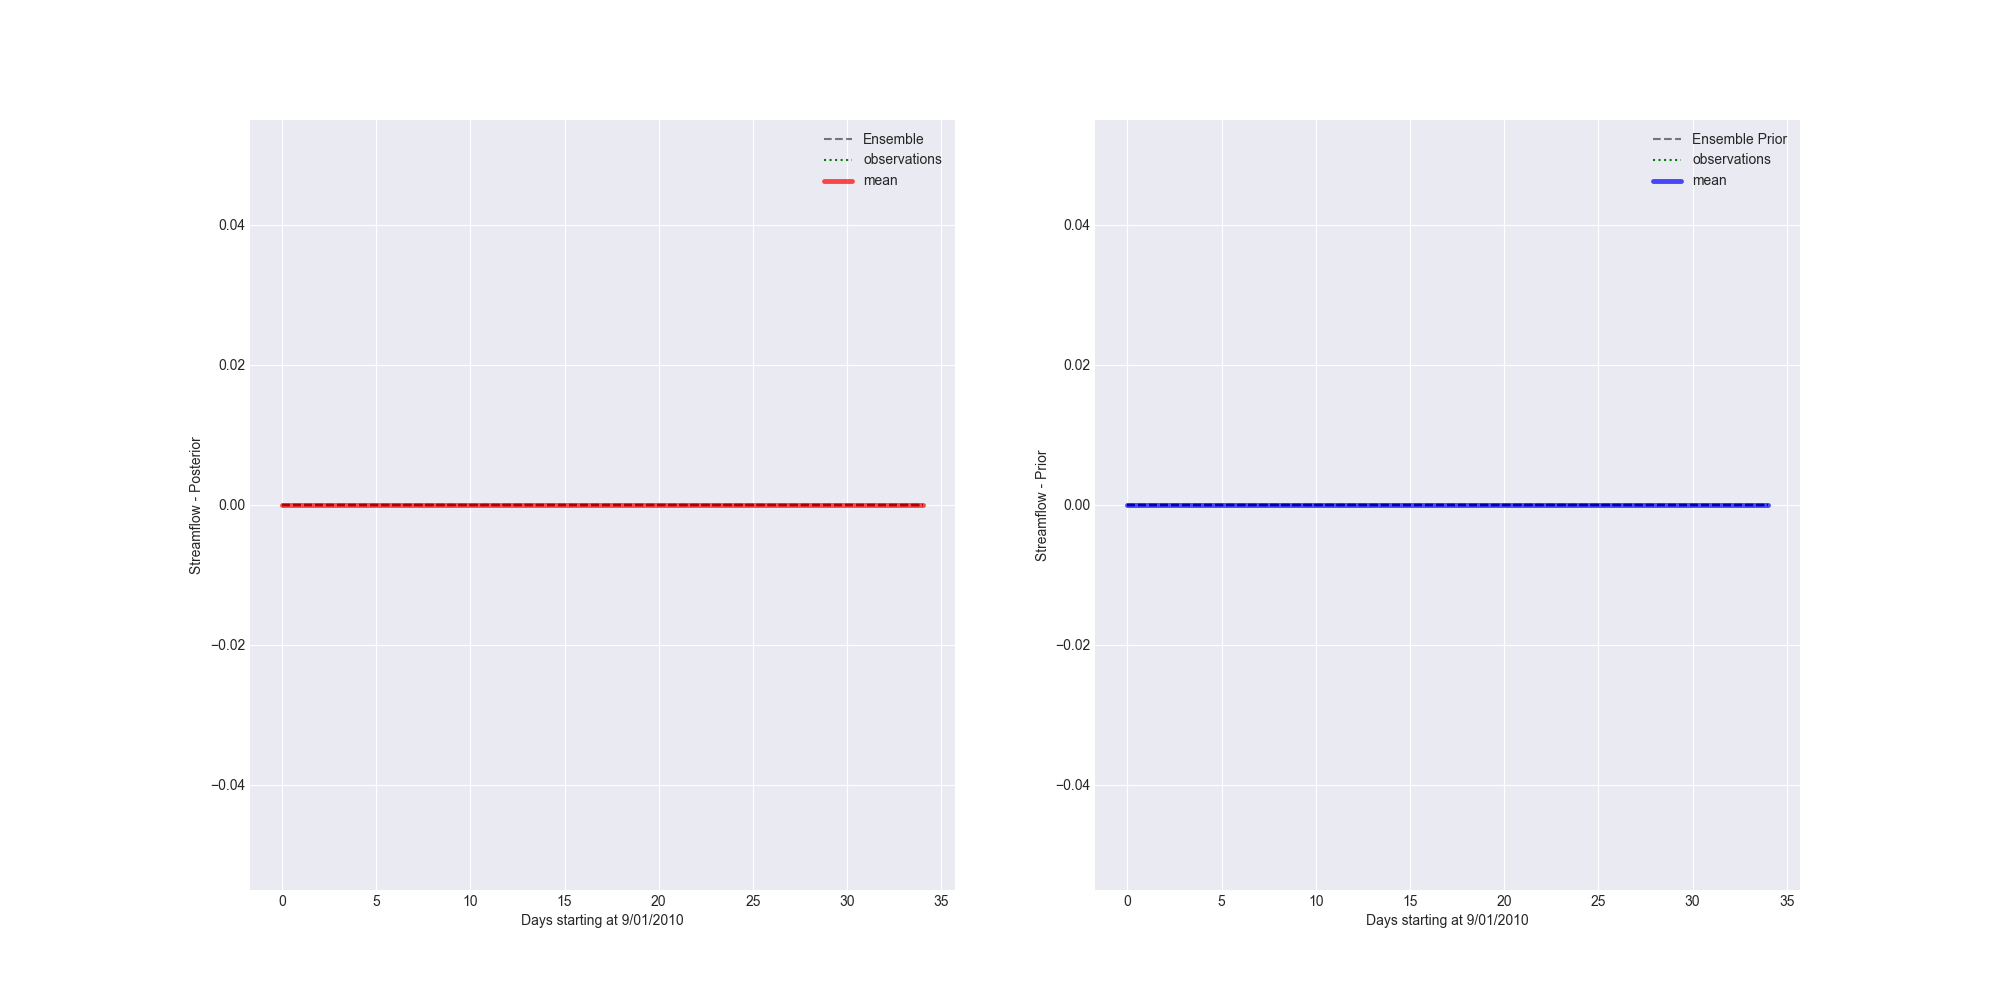 Ensemble
observations
mean
0.04
0.02
0.00
−0.02
−0.04
Streamflow - Posterior
0 5 10 15 20 25 30 35
Days starting at 9/01/2010
Ensemble Prior
observations
mean
0.04
0.02
0.00
−0.02
−0.04
Streamflow - Prior
0 5 10 15 20 25 30 35
Days starting at 9/01/2010